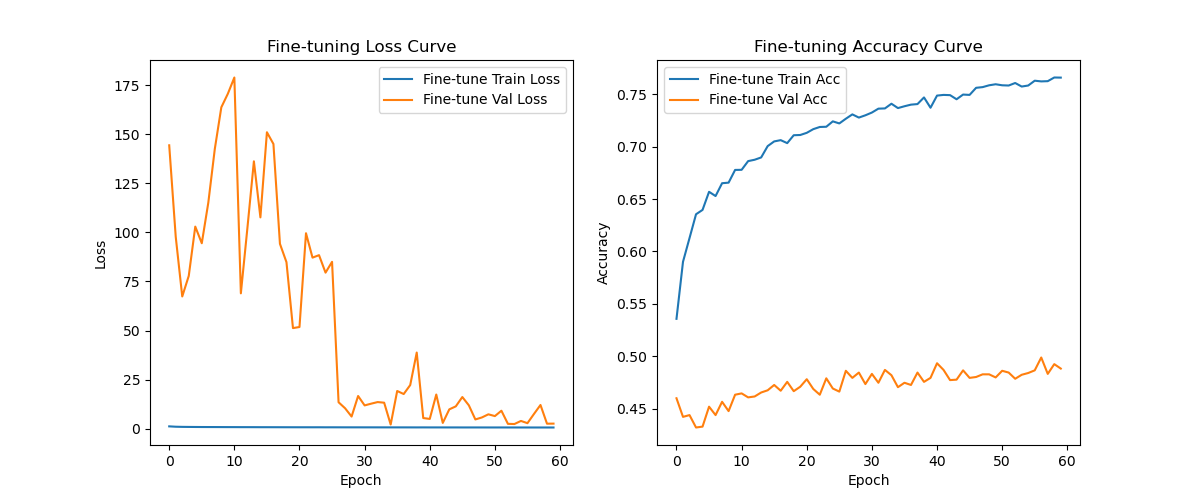 Fine-tuning Loss Curve
Fine-tune Train Loss
Fine-tune Val Loss
175
150
125
100
75
50
25
0
Loss
0 10 20 30 40 50 60
Epoch
Fine-tuning Accuracy Curve
Fine-tune Train Acc
Fine-tune Val Acc
0.75
0.70
0.65
0.60
0.55
0.50
0.45
Accuracy
0 10 20 30 40 50 60
Epoch